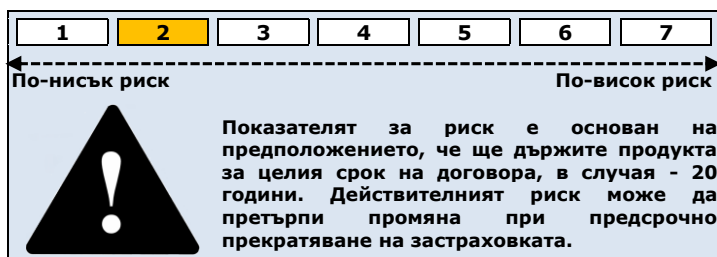 1 2 3 4 5 6 7
По-нисък риск По-висок риск
Показателят за риск е основан на
предположението, че ще държите продукта
за целия срок на договора, в случая - 20
години. Действителният риск може да
претърпи промяна при предсрочно
прекратяване на застраховката.